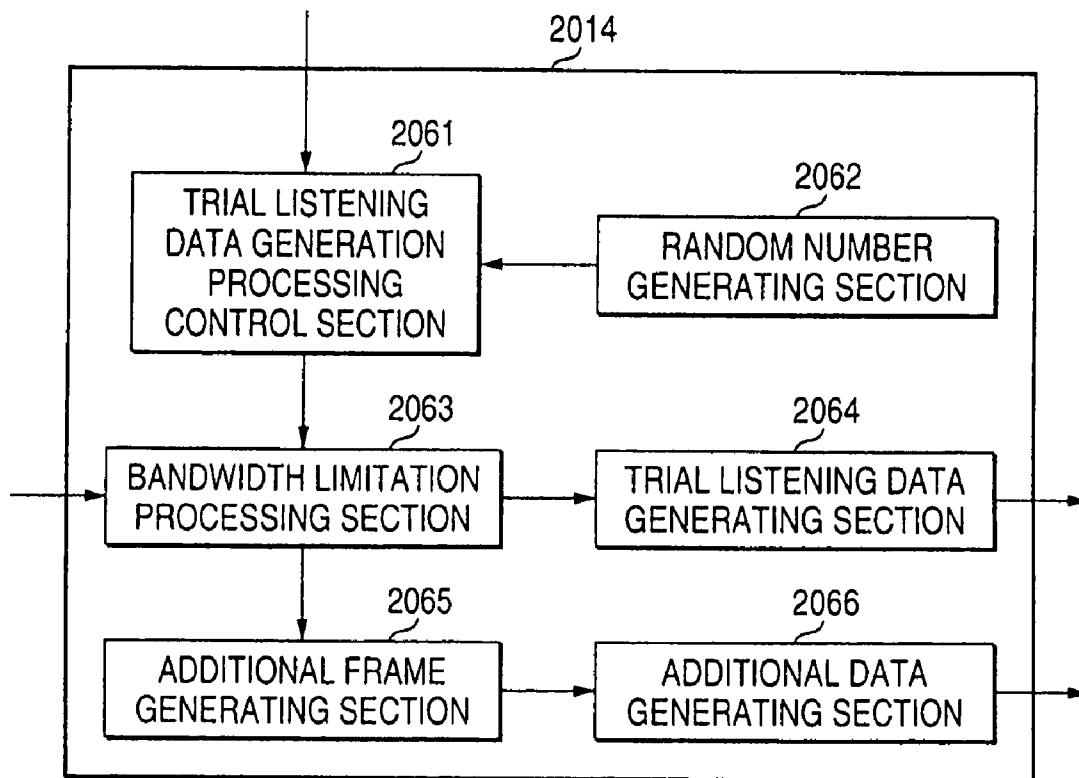 2014
2061
TRIAL LISTENING
DATA GENERATION
PROCESSING
CONTROL SECTION
2062
RANDOM NUMBER
GENERATING SECTION
2063
BANDWIDTH LIMITATION
PROCESSING SECTION
2064
TRIAL LISTENING DATA
GENERATING SECTION
2065
ADDITIONAL FRAME
GENERATING SECTION
2066
ADDITIONAL DATA
GENERATING SECTION